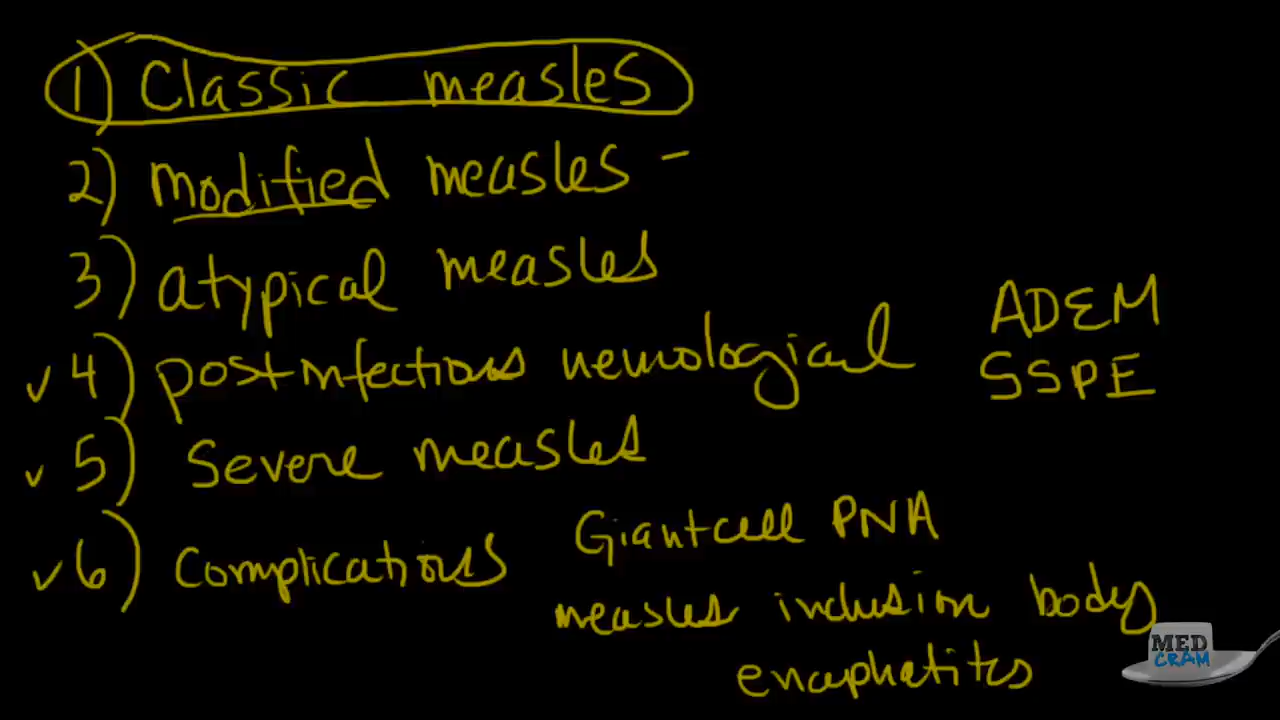 1) Classic measles
2) modified measles -
3) atypical measles
4) postinfectious neurological
ADEM
SSPE
5) Severe measles
6) Complications
Giantcell PNA
measles inclusion body
encephatites
MED
CRAM